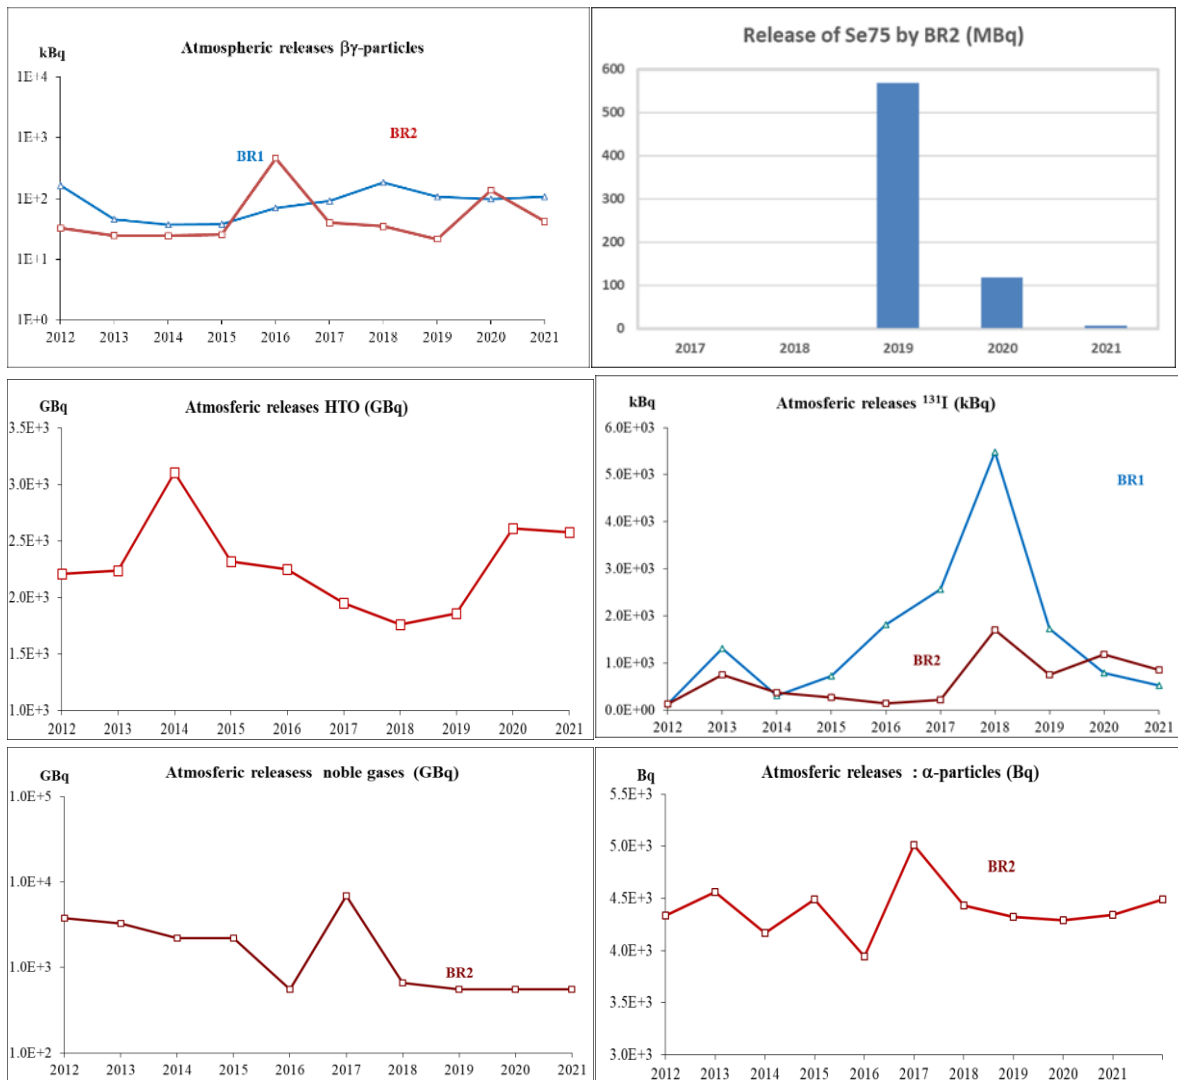 Atmospheric releases βγ-particles
kBq
1E+4
1E+3
1E+2
1E+1
1E+0
BR1
BR2
2012 2013 2014 2015 2016 2017 2018 2019 2020 2021
Release of Se75 by BR2 (MBq)
600
500
400
300
200
100
0
2017 2018 2019 2020 2021
GBq
Atmosferic releases HTO (GBq)
3.5E+3
3.0E+3
2.5E+3
2.0E+3
1.5E+3
1.0E+3
2012 2013 2014 2015 2016 2017 2018 2019 2020 2021
kBq
Atmosferic releases ¹³¹I (kBq)
6.0E+03
5.0E+03
4.0E+03
3.0E+03
2.0E+03
1.0E+03
0.0E+00
BR1
BR2
2012 2013 2014 2015 2016 2017 2018 2019 2020 2021
GBq
Atmosferic releasess noble gases (GBq)
1.0E+5
1.0E+4
1.0E+3
1.0E+2
BR2
2012 2013 2014 2015 2016 2017 2018 2019 2020 2021
Bq
Atmosferic releases : α-particles (Bq)
5.5E+3
5.0E+3
4.5E+3
4.0E+3
3.5E+3
3.0E+3
BR2
2012 2013 2014 2015 2016 2017 2018 2019 2020 2021